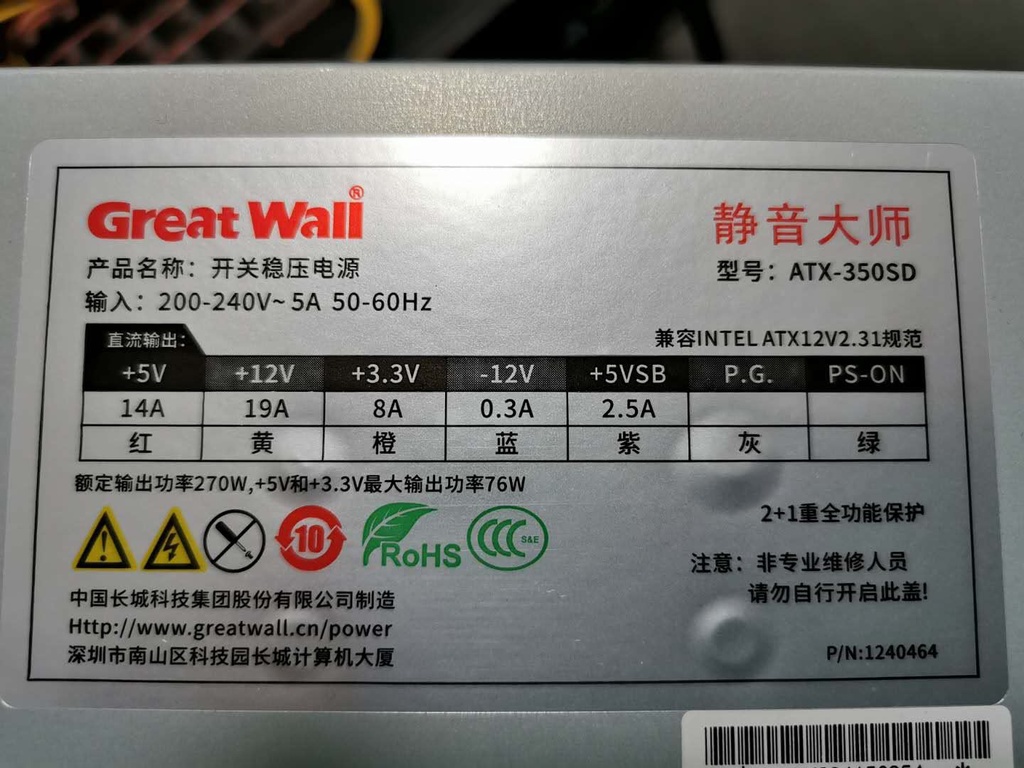 Great Wall®
静音大师
产品名称：开关稳压电源
型号：ATX-350SD
输入：200-240V~5A 50-60Hz
直流输出：
兼容INTEL ATX12V2.31规范
+5V +12V +3.3V -12V +5VSB P.G. PS-ON
14A 19A 8A 0.3A 2.5A
红 黄 橙 蓝 紫 灰 绿
额定输出功率270W,+5V和+3.3V最大输出功率76W
2+1重全功能保护
10
RoHS
CCC S&E
注意：非专业维修人员
请勿自行开启此盖!
中国长城科技集团股份有限公司制造
Http://www.greatwall.cn/power
深圳市南山区科技园长城计算机大厦
P/N:1240464